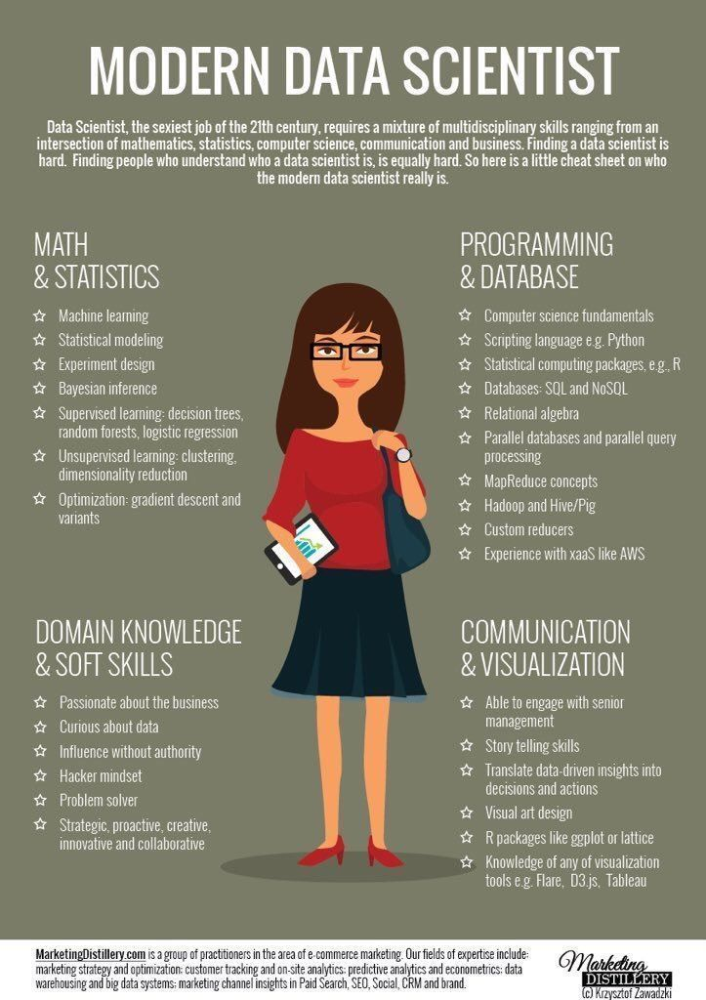 MODERN DATA SCIENTIST
Data Scientist, the sexiest job of the 21th century, requires a mixture of multidisciplinary skills ranging from an
intersection of mathematics, statistics, computer science, communication and business. Finding a data scientist is
hard. Finding people who understand who a data scientist is, is equally hard. So here is a little cheat sheet on who
the modern data scientist really is.
MATH
& STATISTICS
Machine learning
Statistical modeling
Experiment design
Bayesian inference
Supervised learning: decision trees,
random forests, logistic regression
Unsupervised learning: clustering,
dimensionality reduction
Optimization: gradient descent and
variants
PROGRAMMING
& DATABASE
Computer science fundamentals
Scripting language e.g. Python
Statistical computing packages, e.g., R
Databases: SQL and NoSQL
Relational algebra
Parallel databases and parallel query
processing
MapReduce concepts
Hadoop and Hive/Pig
Custom reducers
Experience with xaaS like AWS
DOMAIN KNOWLEDGE
& SOFT SKILLS
Passionate about the business
Curious about data
Influence without authority
Hacker mindset
Problem solver
Strategic, proactive, creative,
innovative and collaborative
COMMUNICATION
& VISUALIZATION
Able to engage with senior
management
Story telling skills
Translate data-driven insights into
decisions and actions
Visual art design
R packages like ggplot or lattice
Knowledge of any of visualization
tools e.g. Flare, D3.js, Tableau
MarketingDistillery.com is a group of practitioners in the area of e-commerce marketing. Our fields of expertise include:
marketing strategy and optimization: customer tracking and on-site analytics: predictive analytics and econometrics: data
warehousing and big data systems: marketing channel insights in Paid Search, SEO, Social, CRM and brand.
Marketing
DISTILLERY
(c) Krzysztof Zawadzki